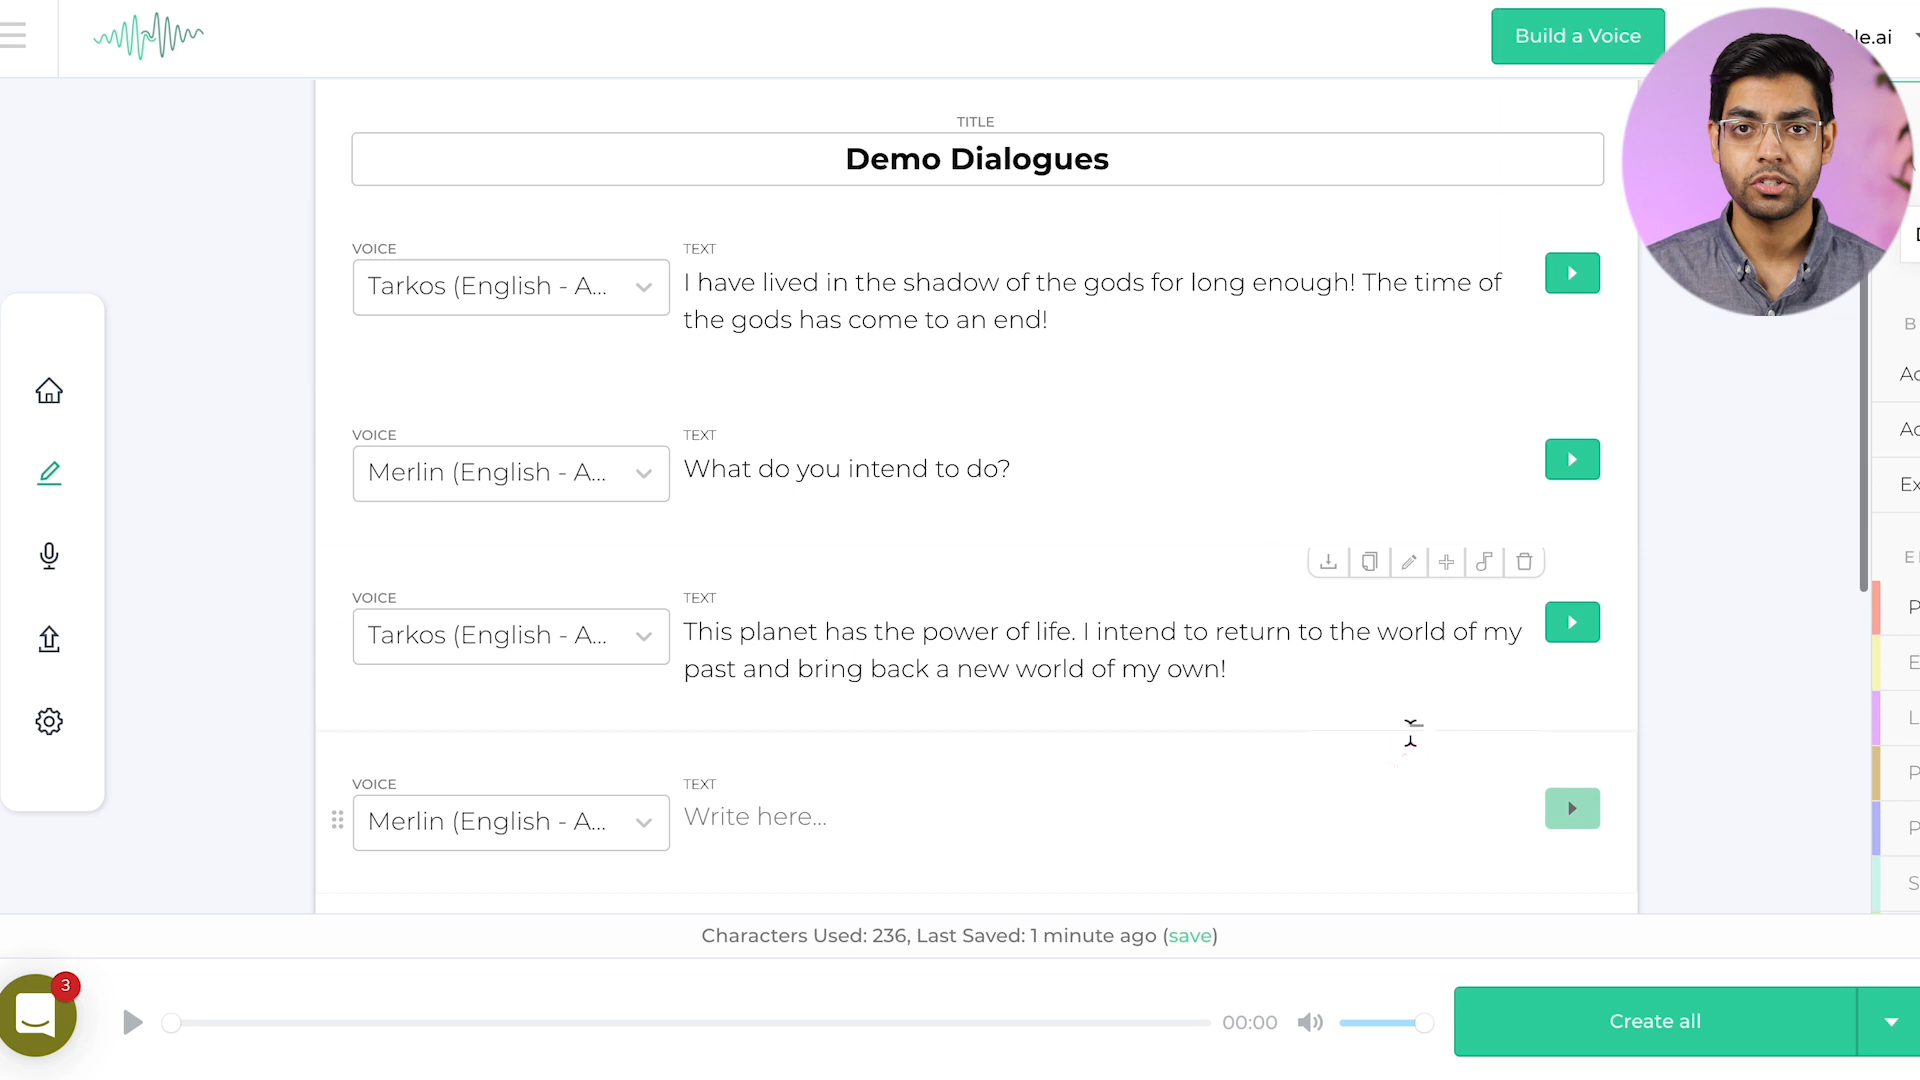 Build a Voice
le.ai
TITLE
Demo Dialogues
VOICE
TEXT
Tarkos (English - A...
I have lived in the shadow of the gods for long enough! The time of
the gods has come to an end!
VOICE
TEXT
Merlin (English - A...
What do you intend to do?
VOICE
TEXT
Tarkos (English - A...
This planet has the power of life. I intend to return to the world of my
past and bring back a new world of my own!
VOICE
TEXT
Merlin (English - A...
Write here...
B
Ac
Ac
Ex
E
P
E
L
P
P
S
Characters Used: 236, Last Saved: 1 minute ago (save)
3
00:00
Create all